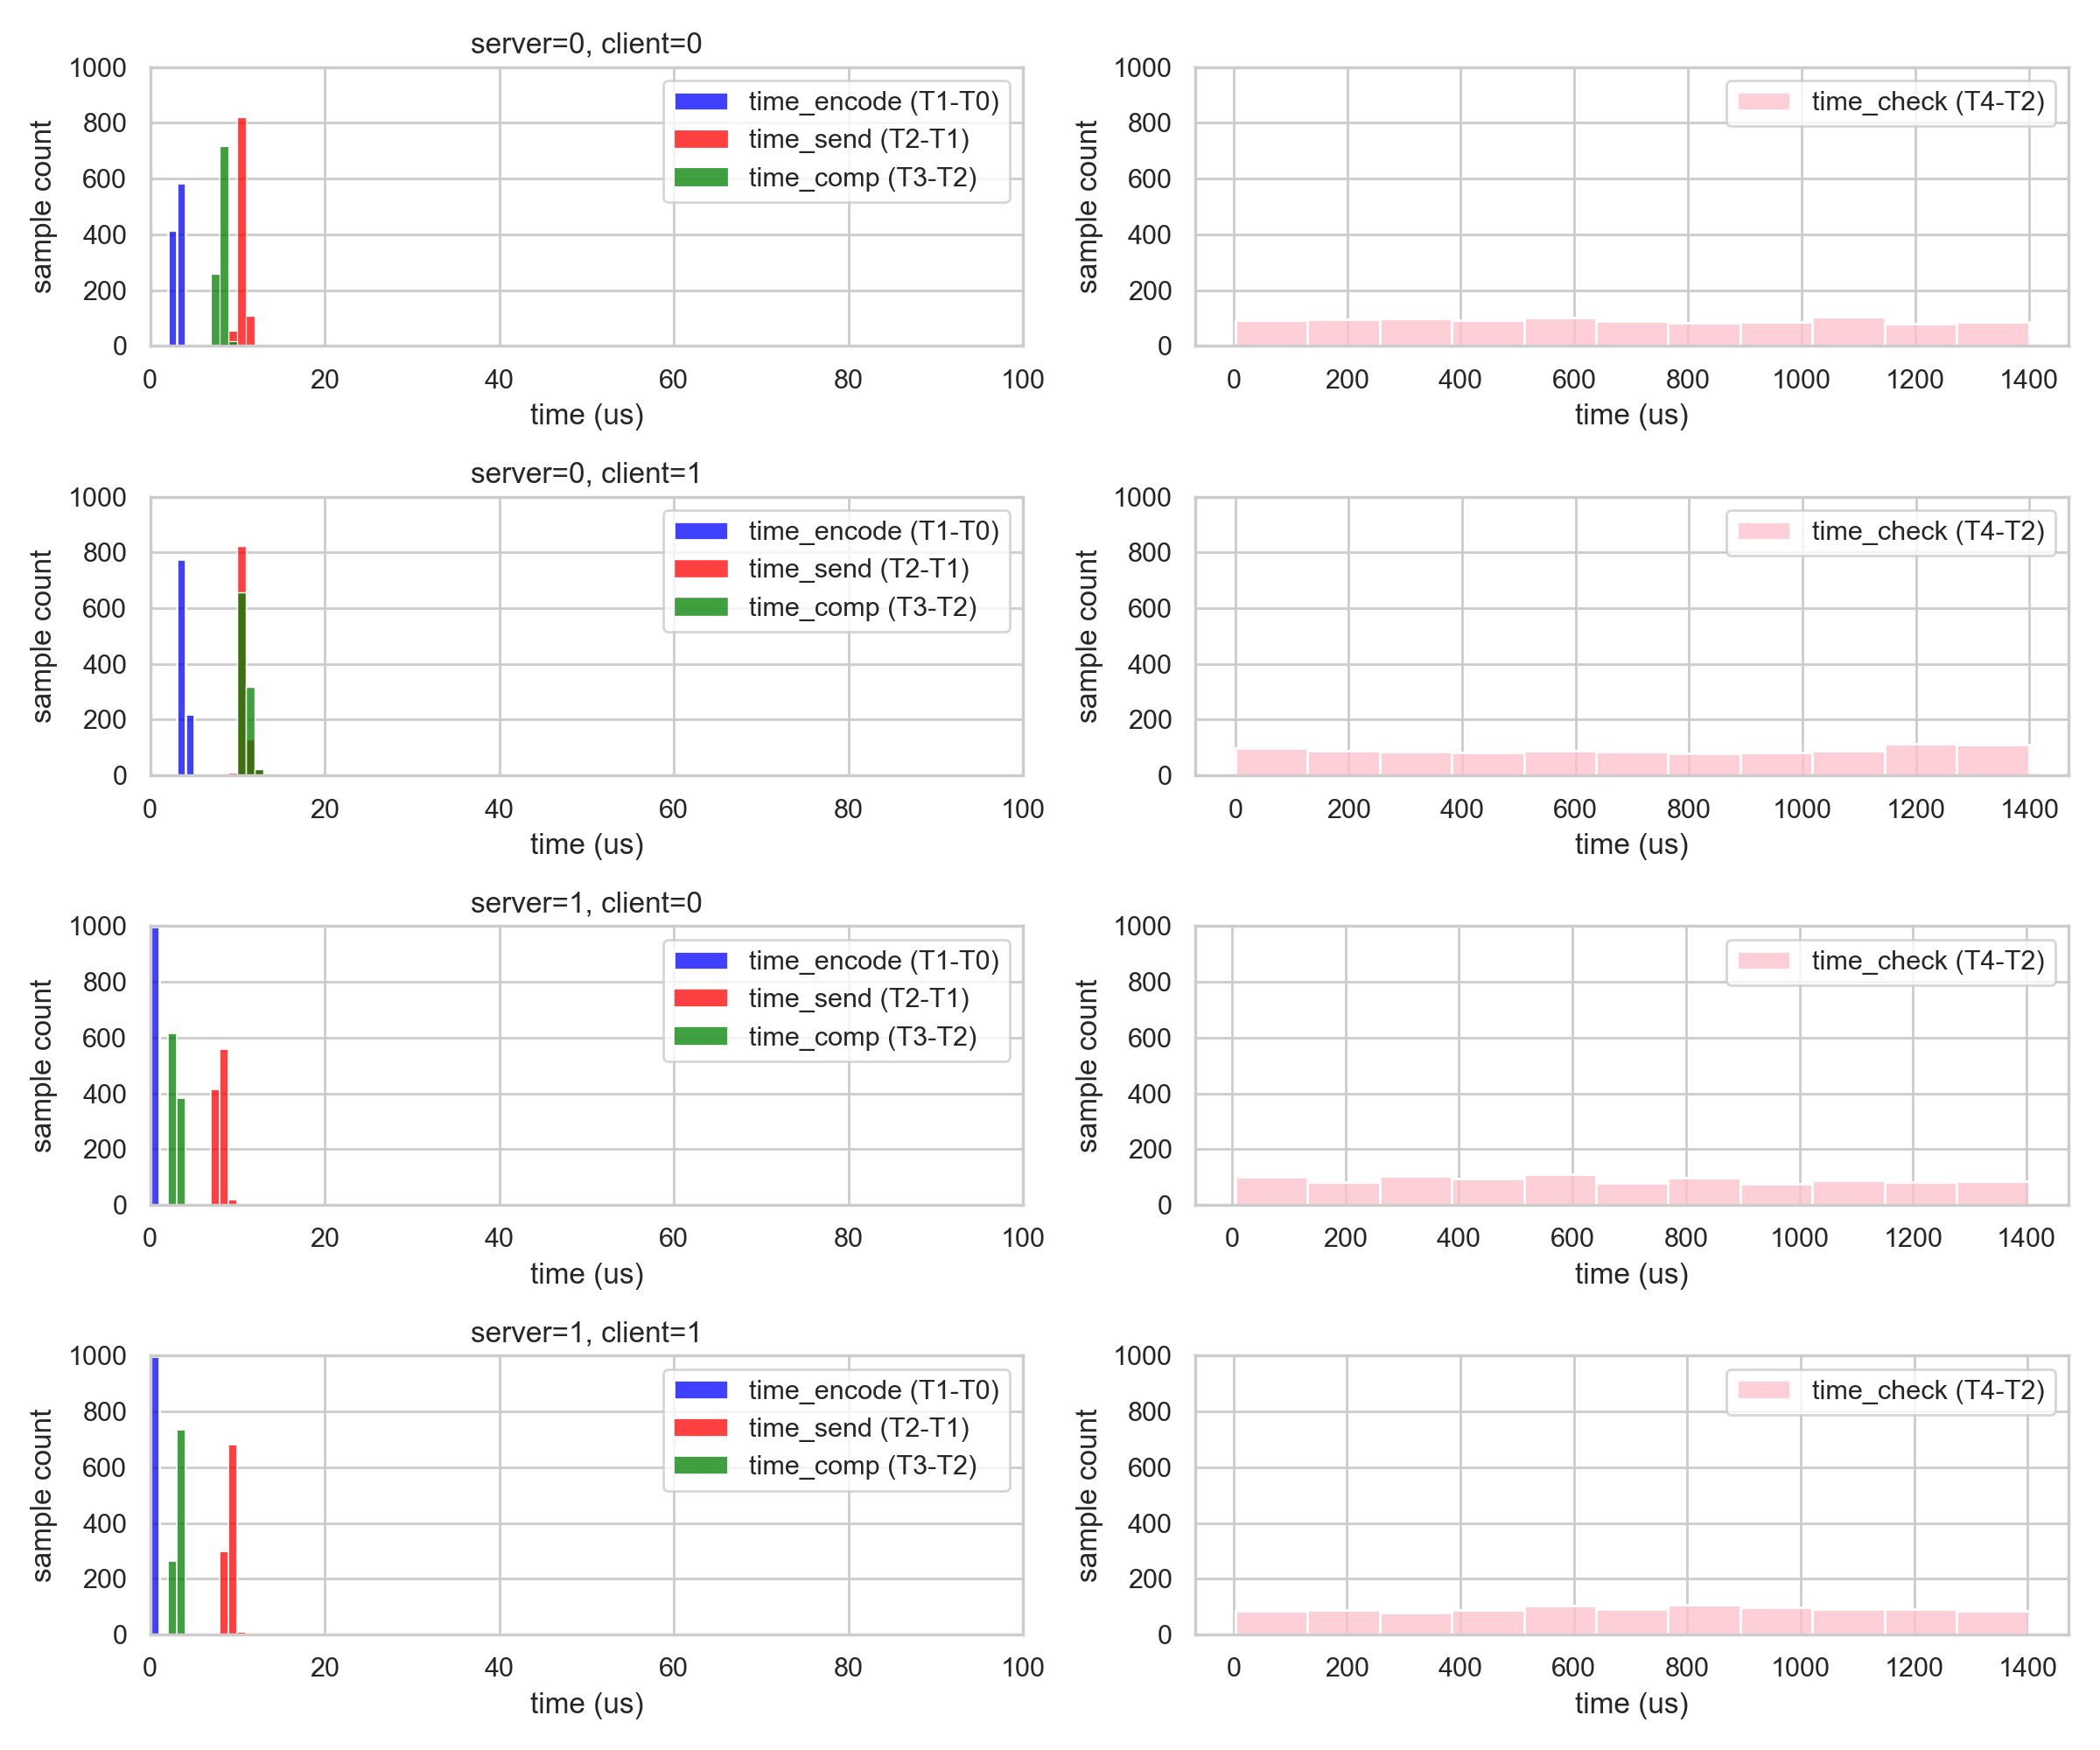 server=0, client=0
1000
800
600
400
200
0
sample count
time_encode (T1-T0)
time_send (T2-T1)
time_comp (T3-T2)
0 20 40 60 80 100
time (us)
1000
800
600
400
200
0
sample count
time_check (T4-T2)
0 200 400 600 800 1000 1200 1400
time (us)
server=0, client=1
1000
800
600
400
200
0
sample count
time_encode (T1-T0)
time_send (T2-T1)
time_comp (T3-T2)
0 20 40 60 80 100
time (us)
1000
800
600
400
200
0
sample count
time_check (T4-T2)
0 200 400 600 800 1000 1200 1400
time (us)
server=1, client=0
1000
800
600
400
200
0
sample count
time_encode (T1-T0)
time_send (T2-T1)
time_comp (T3-T2)
0 20 40 60 80 100
time (us)
1000
800
600
400
200
0
sample count
time_check (T4-T2)
0 200 400 600 800 1000 1200 1400
time (us)
server=1, client=1
1000
800
600
400
200
0
sample count
time_encode (T1-T0)
time_send (T2-T1)
time_comp (T3-T2)
0 20 40 60 80 100
time (us)
1000
800
600
400
200
0
sample count
time_check (T4-T2)
0 200 400 600 800 1000 1200 1400
time (us)